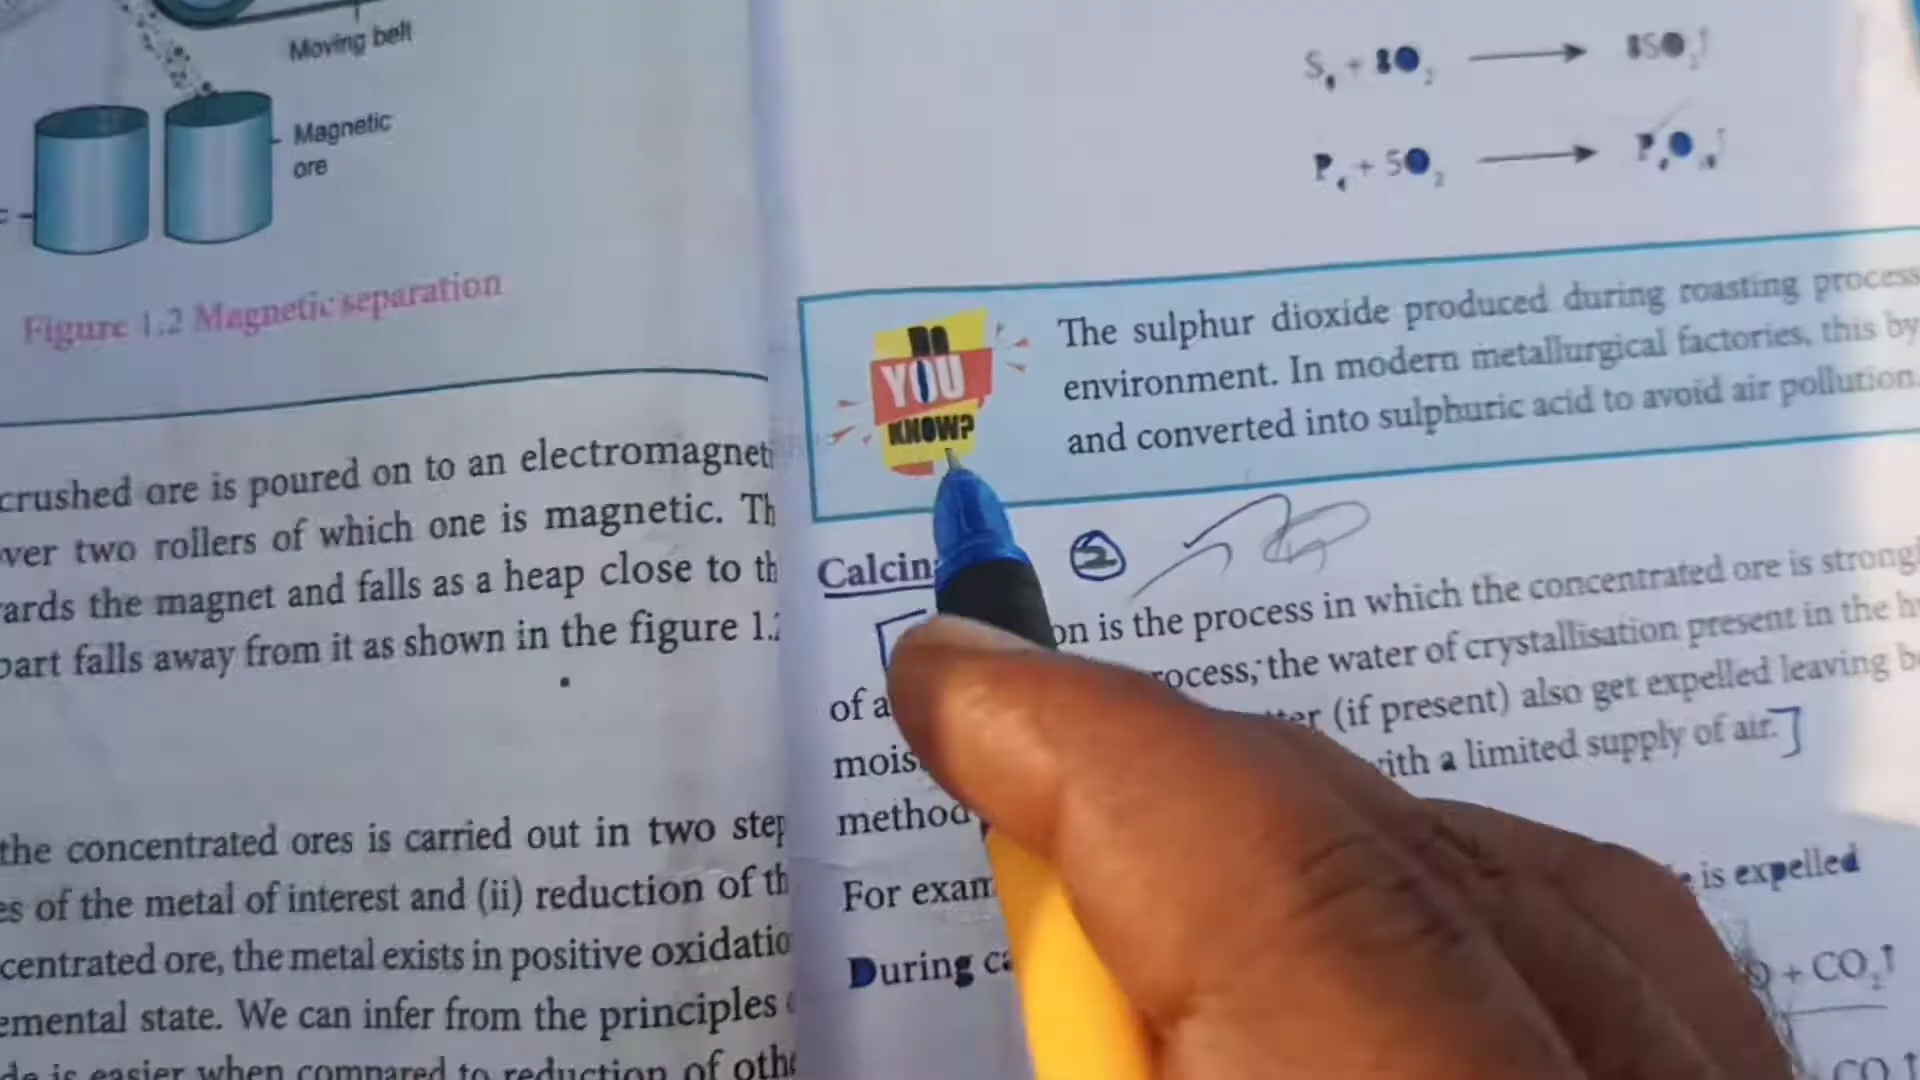 Moving belt
Magnetic
ore
Figure 1.2 Magnetic separation
crushed ore is poured on to an electromagnet
ver two rollers of which one is magnetic. Th
ards the magnet and falls as a heap close to th
part falls away from it as shown in the figure 1.2
the concentrated ores is carried out in two step
es of the metal of interest and (ii) reduction of th
centrated ore, the metal exists in positive oxidatio
emental state. We can infer from the principles
de is easier when compared to reduction of othe
S₈ + 8O₂ ⟶ 8SO₂↑
P₄ + 5O₂ ⟶ P₄O₁₀↑
DO
YOU
KNOW?
The sulphur dioxide produced during roasting process
environment. In modern metallurgical factories, this by
and converted into sulphuric acid to avoid air pollution.
Calcin
2
on is the process in which the concentrated ore is strongl
of a rocess, the water of crystallisation present in the h
mois (if present) also get expelled leaving b
method with a limited supply of air.
For exam is expelled
During ca + CO₂↑
CO↑